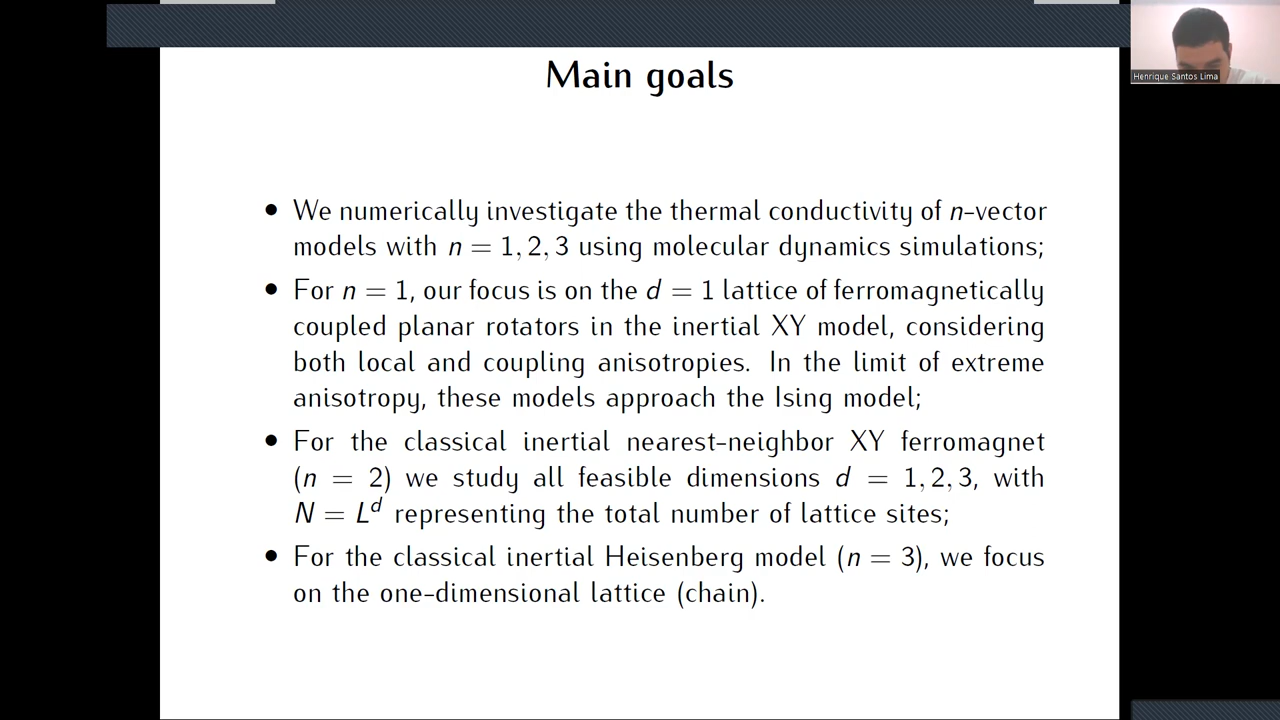 Main goals
Henrique Santos Lima
• We numerically investigate the thermal conductivity of n-vector
models with n = 1, 2, 3 using molecular dynamics simulations;
• For n = 1, our focus is on the d = 1 lattice of ferromagnetically
coupled planar rotators in the inertial XY model, considering
both local and coupling anisotropies. In the limit of extreme
anisotropy, these models approach the Ising model;
• For the classical inertial nearest-neighbor XY ferromagnet
(n = 2) we study all feasible dimensions d = 1, 2, 3, with
N = L^d representing the total number of lattice sites;
• For the classical inertial Heisenberg model (n = 3), we focus
on the one-dimensional lattice (chain).